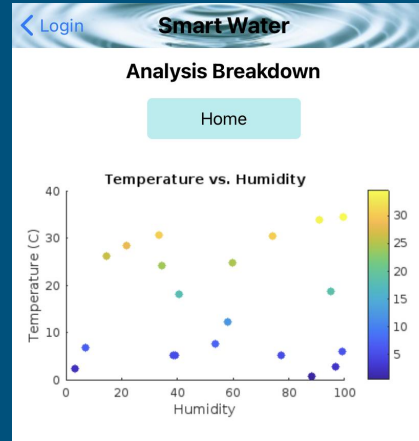 Login
Smart Water
Analysis Breakdown
Home
Temperature vs. Humidity
40
30
20
10
0
Temperature (C)
0 20 40 60 80 100
Humidity
30
25
20
15
10
5